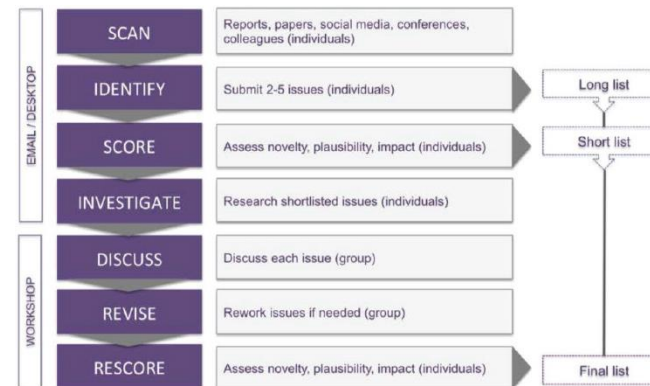 EMAIL / DESKTOP
SCAN
Reports, papers, social media, conferences,
colleagues (individuals)
IDENTIFY
Submit 2-5 issues (individuals)
Long list
SCORE
Assess novelty, plausibility, impact (individuals)
Short list
INVESTIGATE
Research shortlisted issues (individuals)
WORKSHOP
DISCUSS
Discuss each issue (group)
REVISE
Rework issues if needed (group)
RESCORE
Assess novelty, plausibility, impact (individuals)
Final list